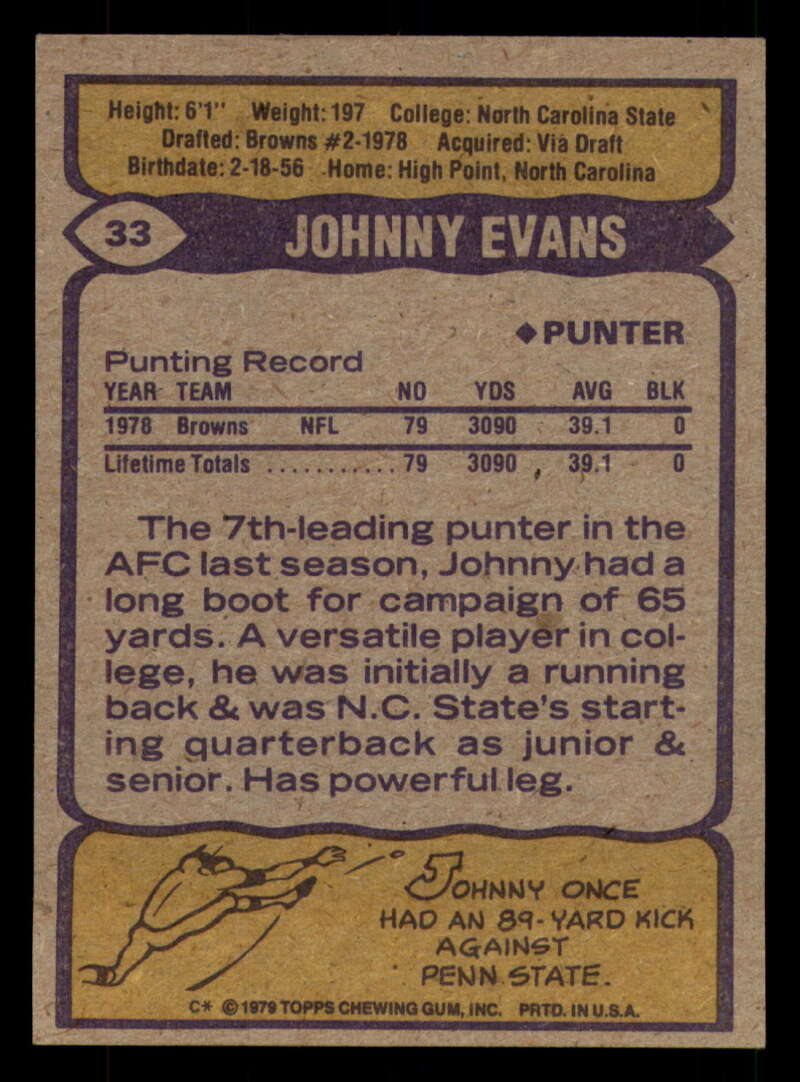 Height: 6'1" Weight: 197 College: North Carolina State
Drafted: Browns #2-1978 Acquired: Via Draft
Birthdate: 2-18-56 Home: High Point, North Carolina
33 JOHNNY EVANS
◆PUNTER
Punting Record
YEAR TEAM NO YDS AVG BLK
1978 Browns NFL 79 3090 39.1 0
Lifetime Totals ........... 79 3090 39.1 0
The 7th-leading punter in the
AFC last season, Johnny had a
long boot for campaign of 65
yards. A versatile player in col-
lege, he was initially a running
back & was N.C. State's start-
ing quarterback as junior &
senior. Has powerful leg.
JOHNNY ONCE
HAD AN 89-YARD KICK
AGAINST
PENN STATE.
C* © 1979 TOPPS CHEWING GUM, INC. PRTD. IN U.S.A.